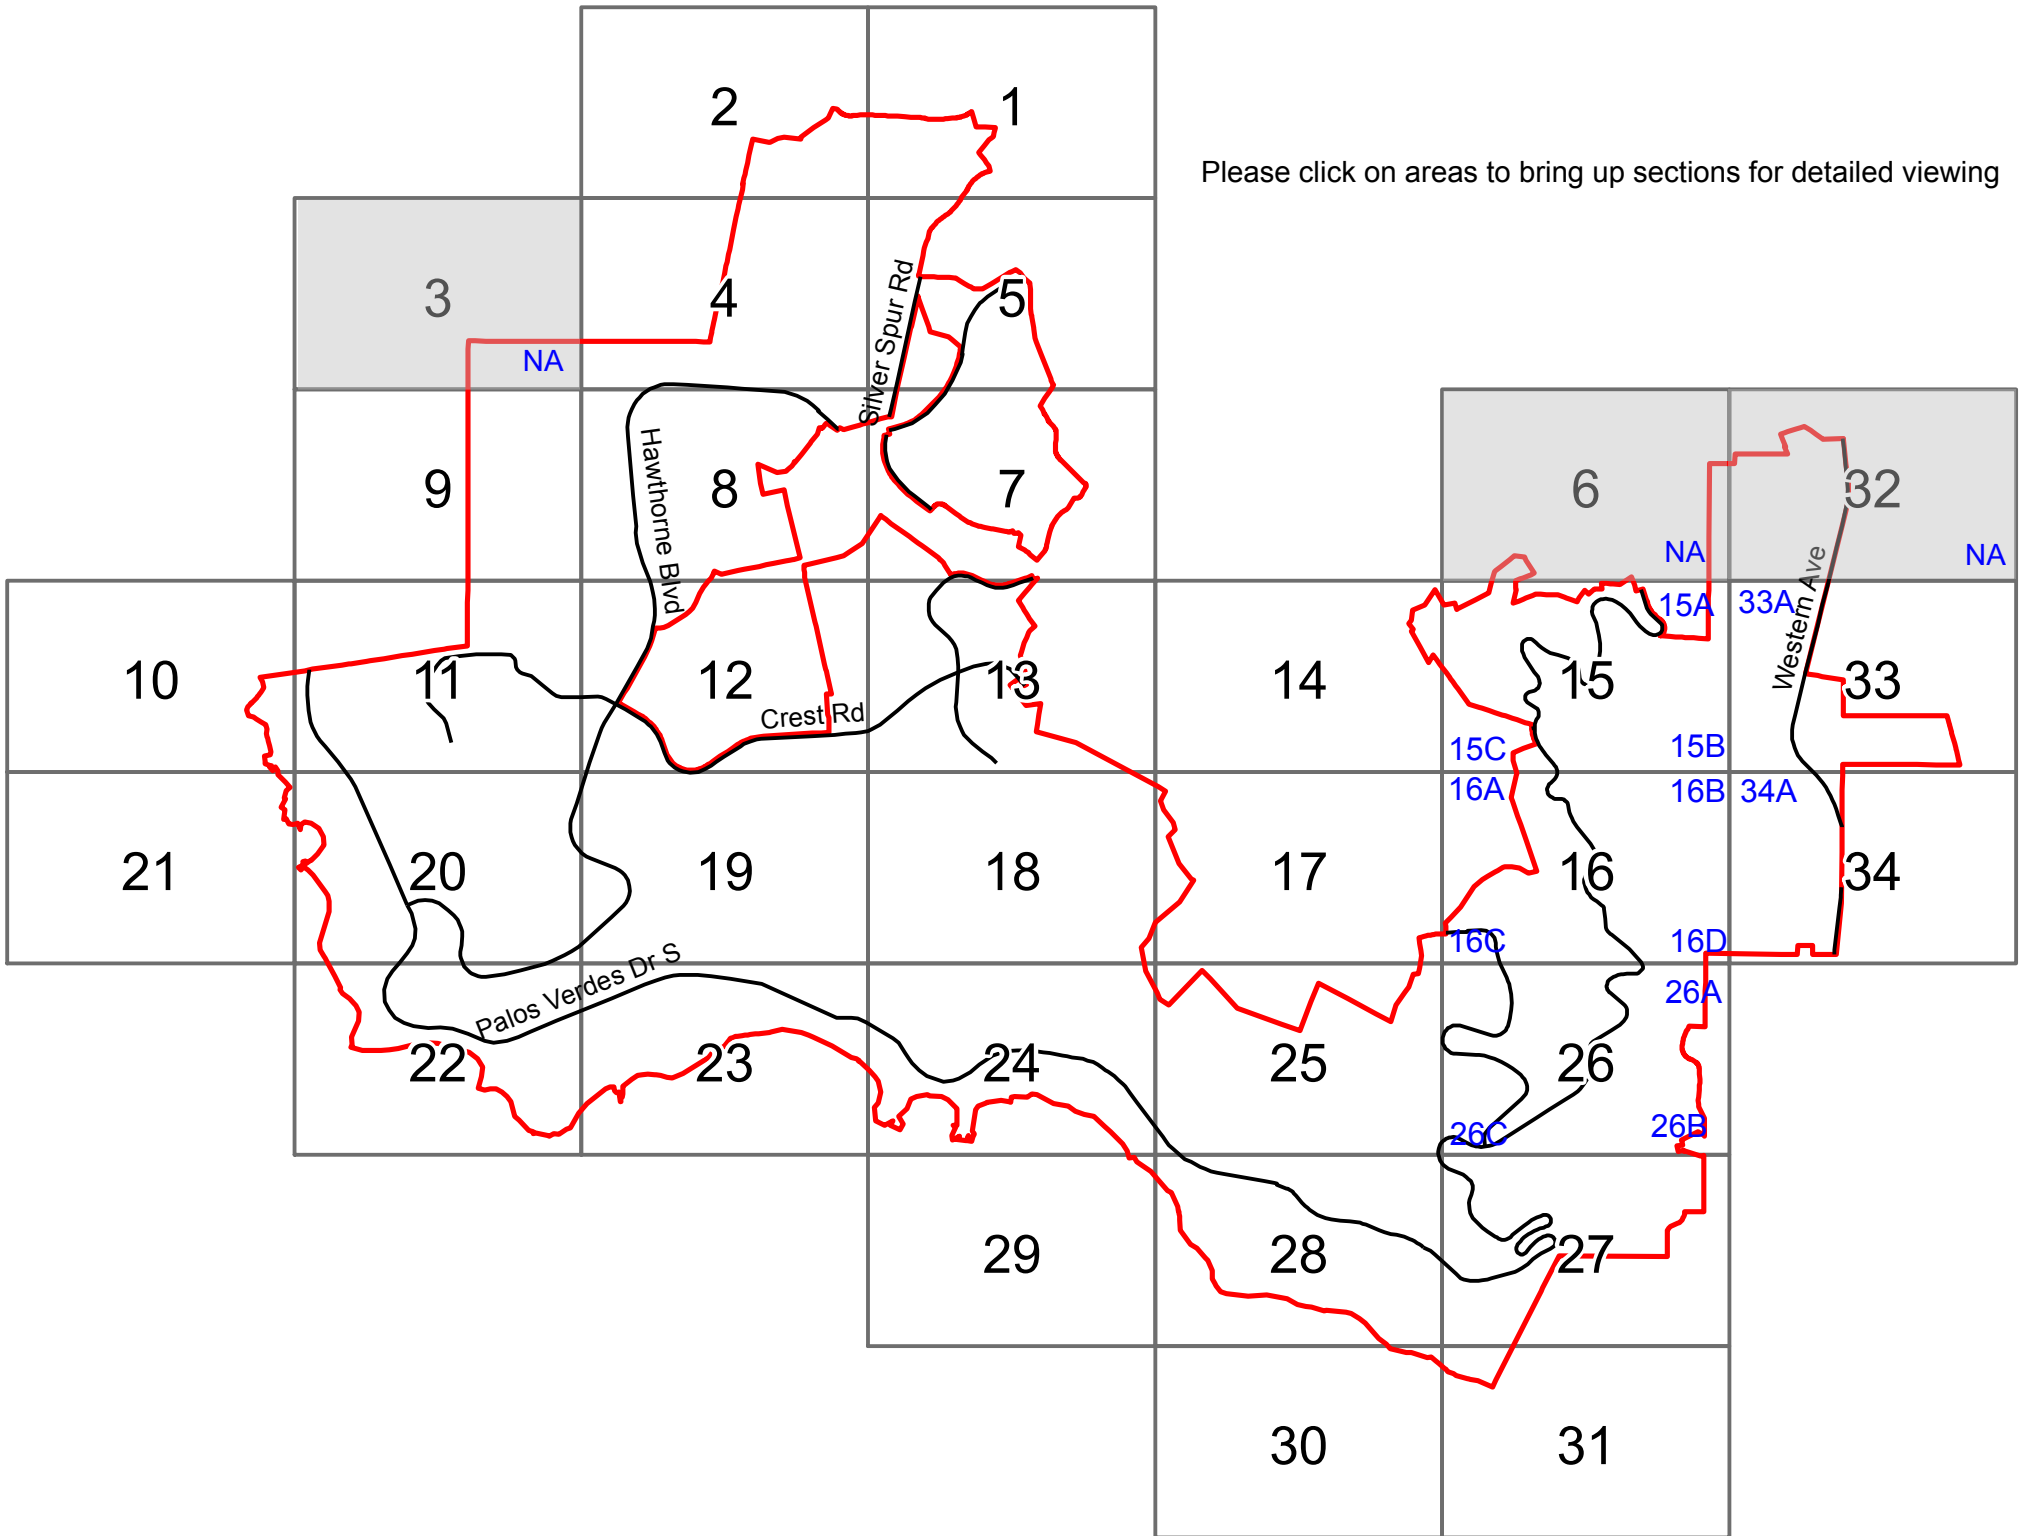 2
1
Please click on areas to bring up sections for detailed viewing
3
4
5
NA
Silver Spur Rd
9
Hawthorne Blvd
8
7
6
32
NA
NA
15A
33A
Western Ave
10
11
12
13
14
15
33
Crest Rd
15C
15B
16A
16B
34A
21
20
19
18
17
16
34
16C
16D
Palos Verdes Dr S
26A
22
23
24
25
26
26C
26B
29
28
27
30
31